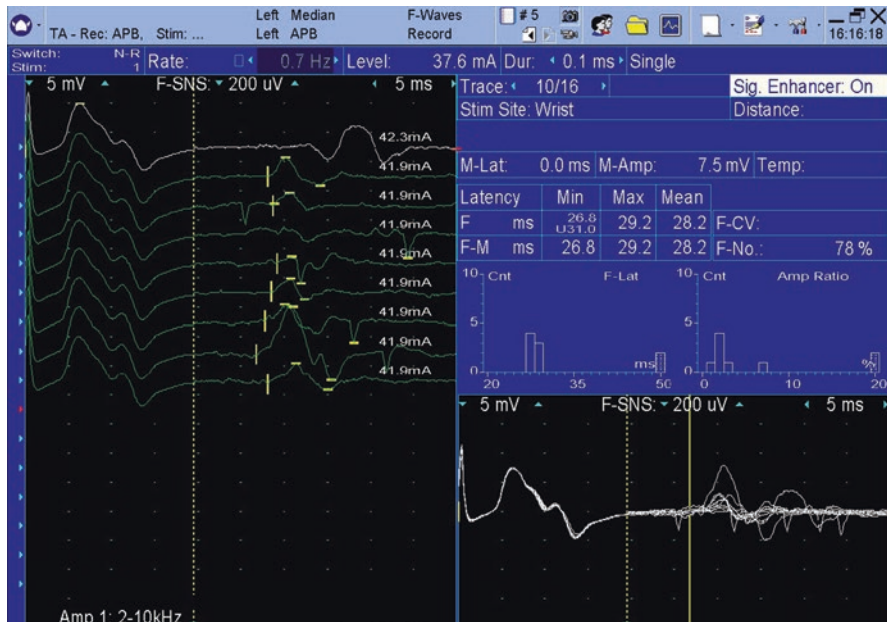 Left Median F-Waves #5
TA - Rec: APB, Stim: ... Left APB Record 16:16:18
Switch: N-R
Stim: 1
Rate: 0.7 Hz Level: 37.6 mA Dur: 0.1 ms Single
5 mV F-SNS: 200 uV 5 ms
42.3mA
41.9mA
41.9mA
41.9mA
41.9mA
41.9mA
41.9mA
41.9mA
41.9mA
Amp 1: 2-10kHz
Trace: 10/16 Sig. Enhancer: On
Stim Site: Wrist Distance:
M-Lat: 0.0 ms M-Amp: 7.5 mV Temp:
Latency Min Max Mean
F ms 26.8 U31.0 29.2 28.2 F-CV:
F-M ms 26.8 29.2 28.2 F-No.: 78 %
10 Cnt F-Lat
5
0 ms
20 35 50
10 Cnt Amp Ratio
5
0 %
0 10 20
5 mV F-SNS: 200 uV 5 ms